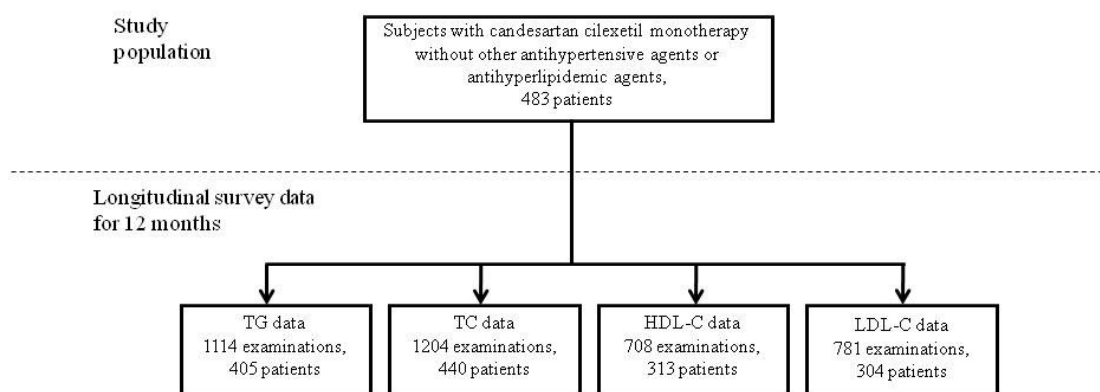 Study
population
Subjects with candesartan cilexetil monotherapy
without other antihypertensive agents or
antihyperlipidemic agents,
483 patients
Longitudinal survey data
for 12 months
TG data
1114 examinations,
405 patients
TC data
1204 examinations,
440 patients
HDL-C data
708 examinations,
313 patients
LDL-C data
781 examinations,
304 patients